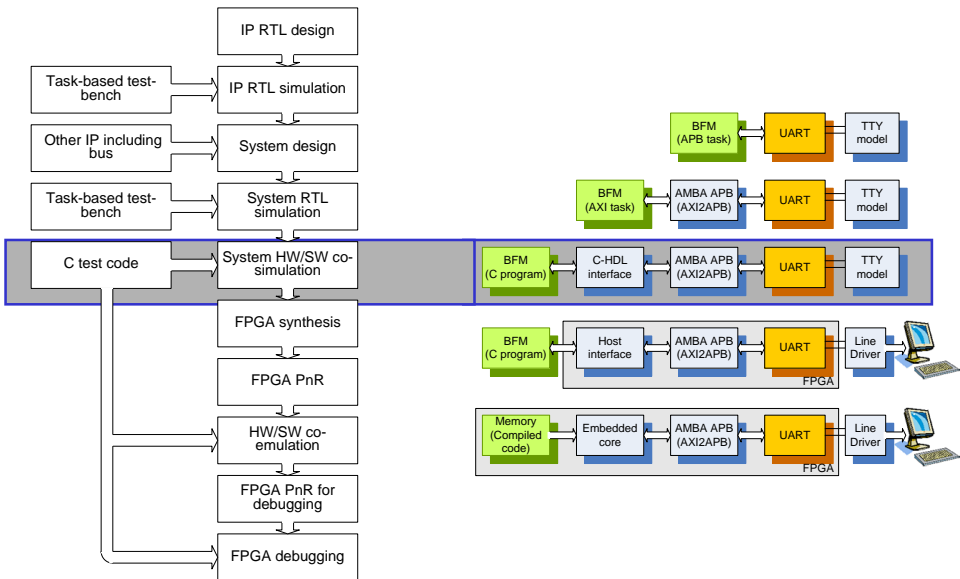 IP RTL design
Task-based test-
bench
IP RTL simulation
Other IP including
bus
System design
Task-based test-
bench
System RTL
simulation
C test code
System HW/SW co-
simulation
FPGA synthesis
FPGA PnR
HW/SW co-
emulation
FPGA PnR for
debugging
FPGA debugging
BFM
(APB task)
UART
TTY
model
BFM
(AXI task)
AMBA APB
(AXI2APB)
UART
TTY
model
BFM
(C program)
C-HDL
interface
AMBA APB
(AXI2APB)
UART
TTY
model
BFM
(C program)
Host
interface
AMBA APB
(AXI2APB)
UART
Line
Driver
FPGA
Memory
(Compiled
code)
Embedded
core
AMBA APB
(AXI2APB)
UART
Line
Driver
FPGA